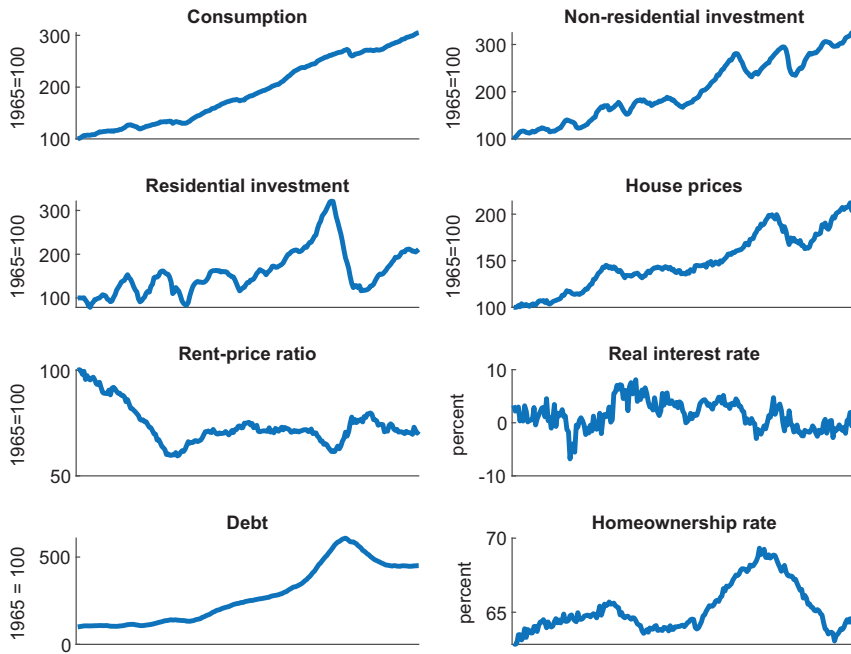 Consumption
300
200
100
1965=100
Non-residential investment
300
200
100
1965=100
Residential investment
300
200
100
1965=100
House prices
200
150
100
1965=100
Rent-price ratio
100
50
1965=100
Real interest rate
10
0
-10
percent
Debt
500
0
1965 = 100
Homeownership rate
70
65
percent